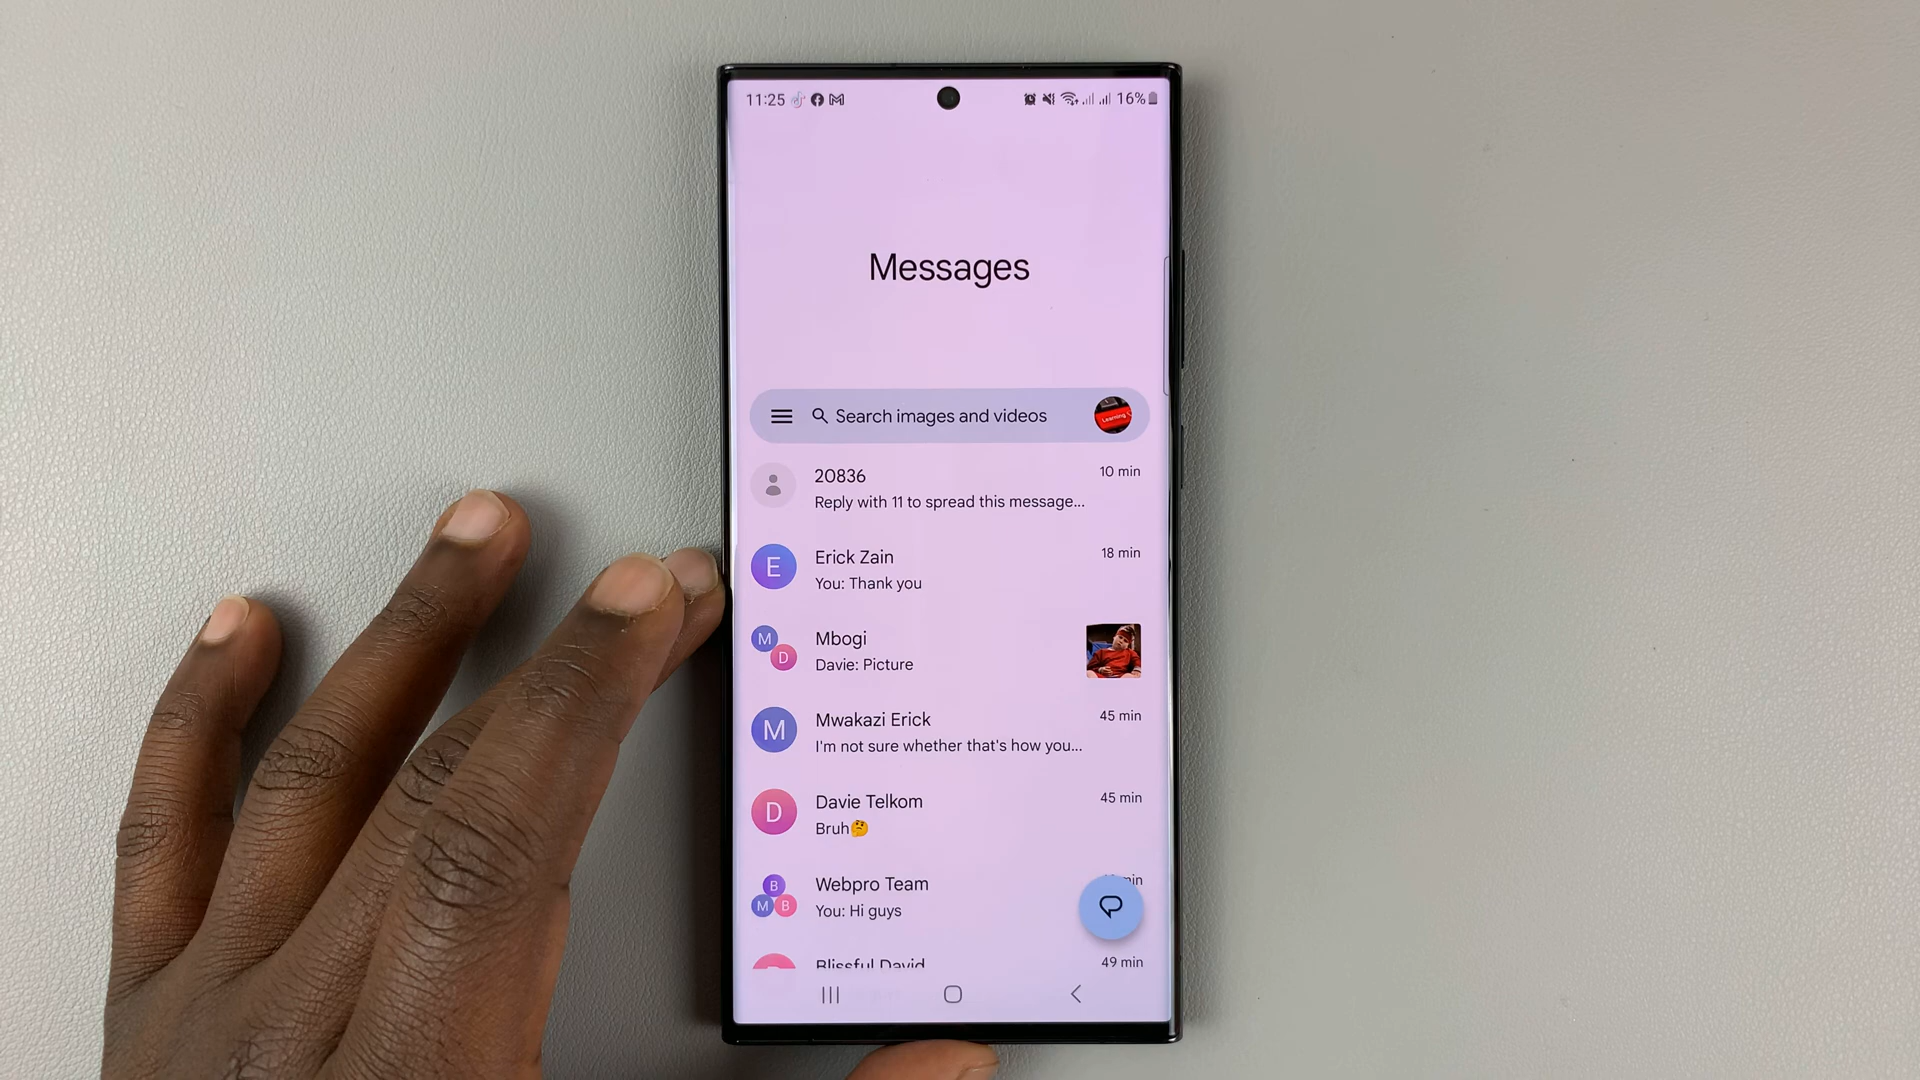 11:25
16%
Messages
Search images and videos
Learning
20836
10 min
Reply with 11 to spread this message...
E
Erick Zain
18 min
You: Thank you
M
D
Mbogi
Davie: Picture
M
Mwakazi Erick
45 min
I'm not sure whether that's how you...
D
Davie Telkom
45 min
Bruh🤔
B
M
B
Webpro Team
min
You: Hi guys
Blissful David
49 min